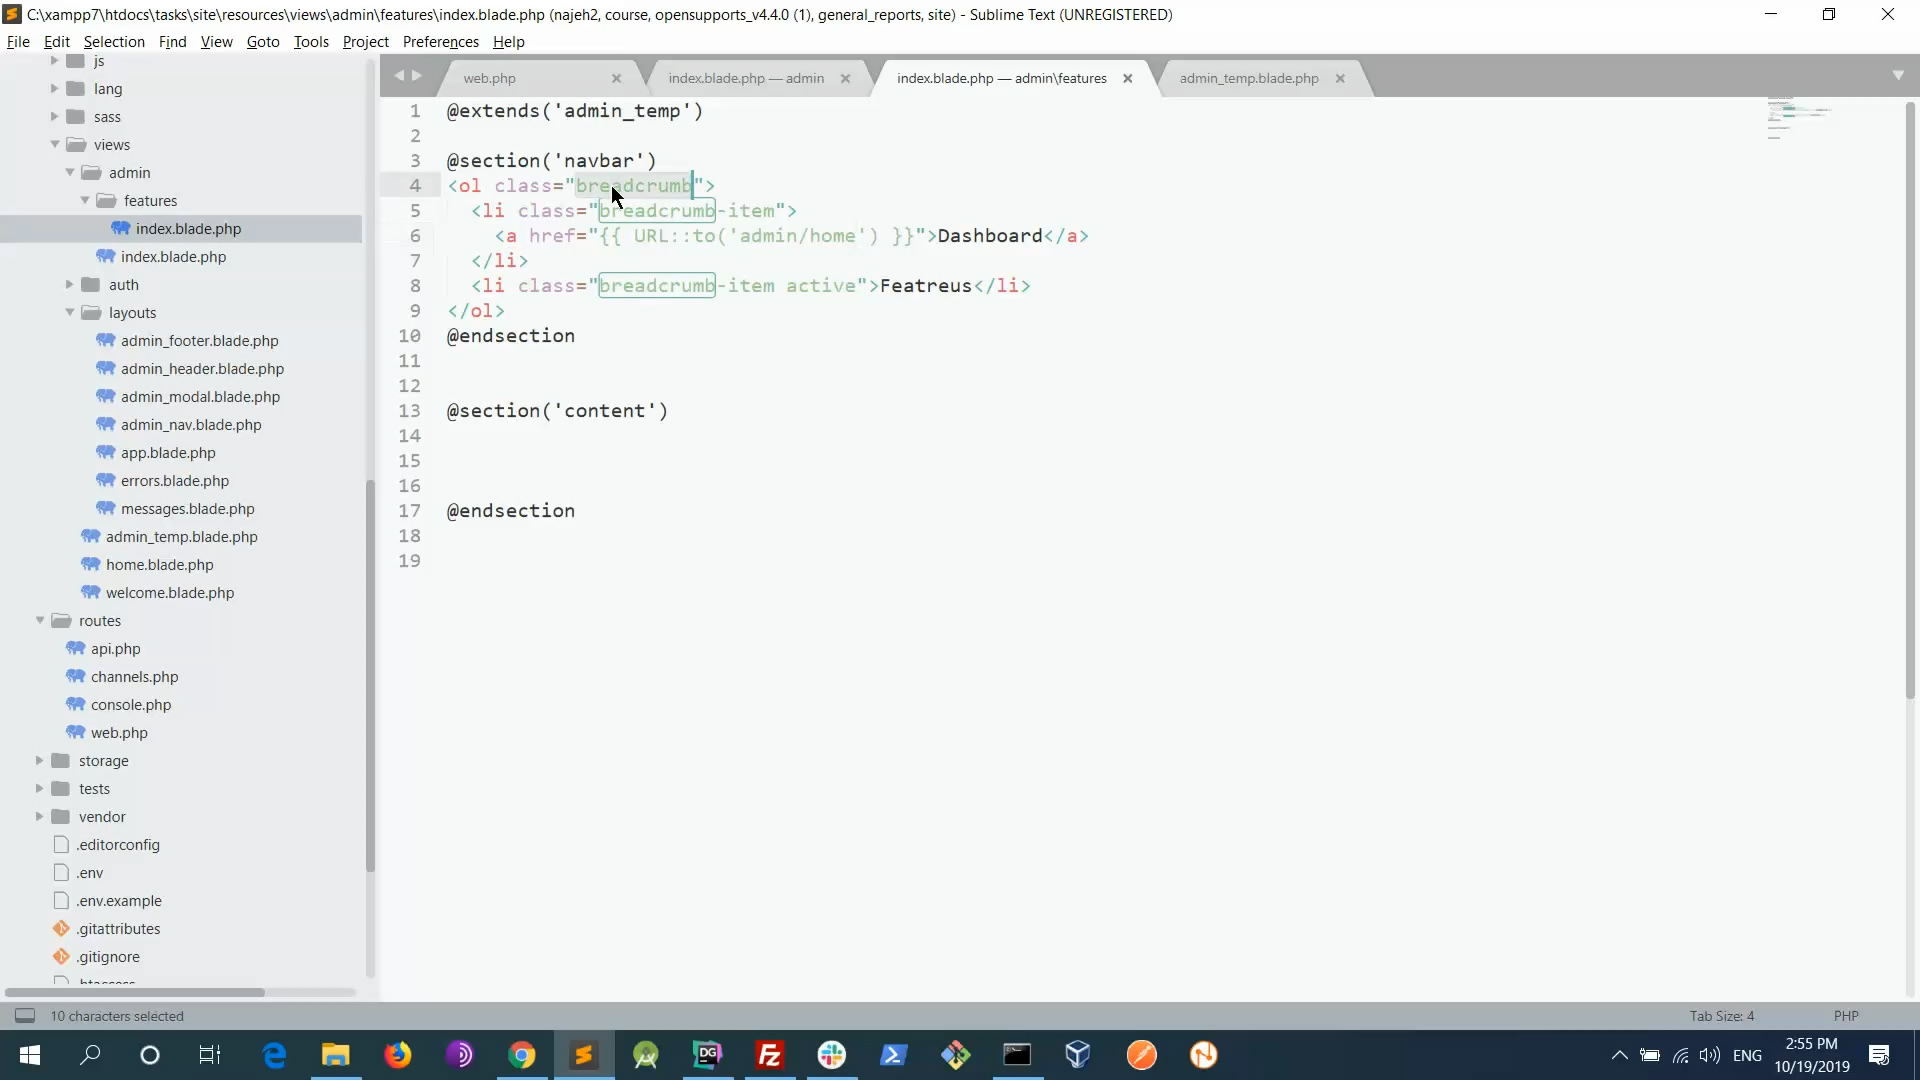 C:\xampp7\htdocs\tasks\site\resources\views\admin\features\index.blade.php (najeh2, course, opensupports_v4.4.0 (1), general_reports, site) - Sublime Text (UNREGISTERED)
File Edit Selection Find View Goto Tools Project Preferences Help
js
lang
sass
views
admin
features
index.blade.php
index.blade.php
auth
layouts
admin_footer.blade.php
admin_header.blade.php
admin_modal.blade.php
admin_nav.blade.php
app.blade.php
errors.blade.php
messages.blade.php
admin_temp.blade.php
home.blade.php
welcome.blade.php
routes
api.php
channels.php
console.php
web.php
storage
tests
vendor
.editorconfig
.env
.env.example
.gitattributes
.gitignore
.htaccess
web.php
index.blade.php — admin
index.blade.php — admin\features
admin_temp.blade.php
1 @extends('admin_temp')
2
3 @section('navbar')
4 <ol class="breadcrumb">
5 <li class="breadcrumb-item">
6 <a href="{{ URL::to('admin/home') }}">Dashboard</a>
7 </li>
8 <li class="breadcrumb-item active">Featreus</li>
9 </ol>
10 @endsection
11
12
13 @section('content')
14
15
16
17 @endsection
18
19
10 characters selected
Tab Size: 4
PHP
DG
Fz
ENG
2:55 PM
10/19/2019